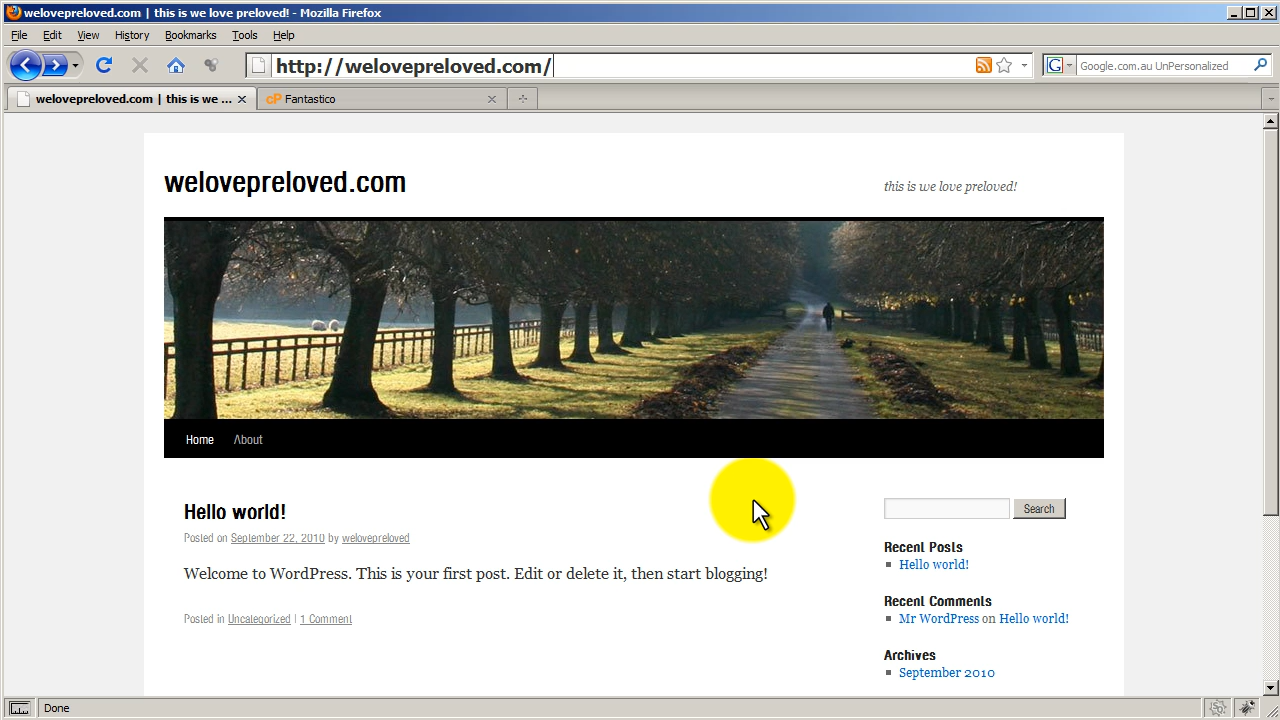 welovepreloved.com | this is we love preloved! - Mozilla Firefox
File Edit View History Bookmarks Tools Help
http://welovepreloved.com/
G Google.com.au UnPersonalized
welovepreloved.com | this is we ...
cP Fantastico
welovepreloved.com
this is we love preloved!
Home About
Hello world!
Posted on September 22, 2010 by welovepreloved
Welcome to WordPress. This is your first post. Edit or delete it, then start blogging!
Posted in Uncategorized | 1 Comment
Search
Recent Posts
Hello world!
Recent Comments
Mr WordPress on Hello world!
Archives
September 2010
Done